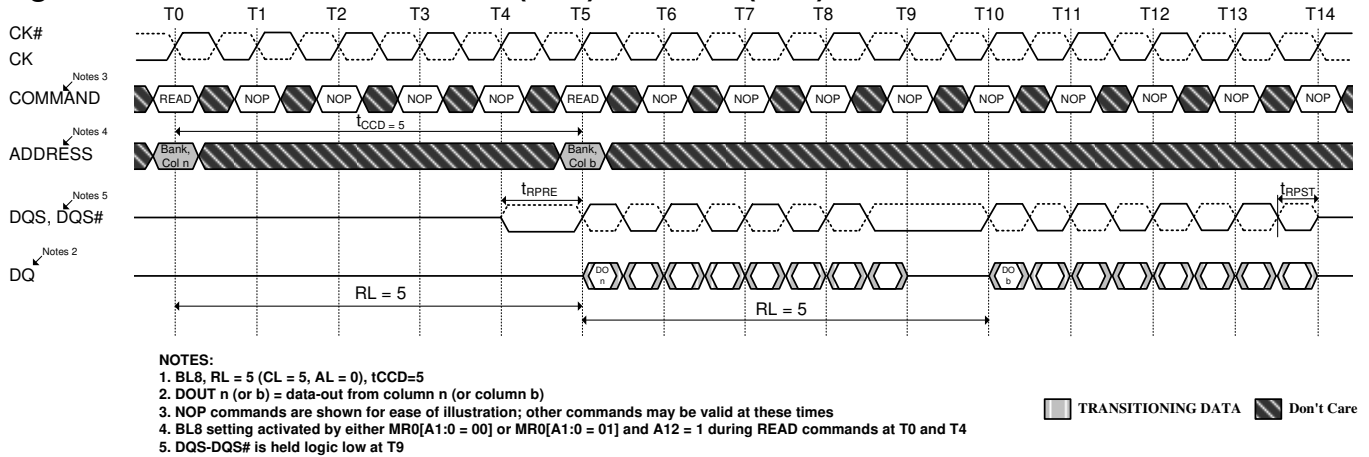 T0 T1 T2 T3 T4 T5 T6 T7 T8 T9 T10 T11 T12 T13 T14
CK#
CK
Notes 3
COMMAND READ NOP NOP NOP NOP READ NOP NOP NOP NOP NOP NOP NOP NOP NOP
tCCD = 5
Notes 4
ADDRESS
Bank, Col n
Bank, Col b
tRPRE
tRPST
Notes 5
DQS, DQS#
Notes 2
DQ
DO n
DO b
RL = 5
RL = 5
NOTES:
1. BL8, RL = 5 (CL = 5, AL = 0), tCCD=5
2. DOUT n (or b) = data-out from column n (or column b)
3. NOP commands are shown for ease of illustration; other commands may be valid at these times
4. BL8 setting activated by either MR0[A1:0 = 00] or MR0[A1:0 = 01] and A12 = 1 during READ commands at T0 and T4
5. DQS-DQS# is held logic low at T9
TRANSITIONING DATA
Don't Care